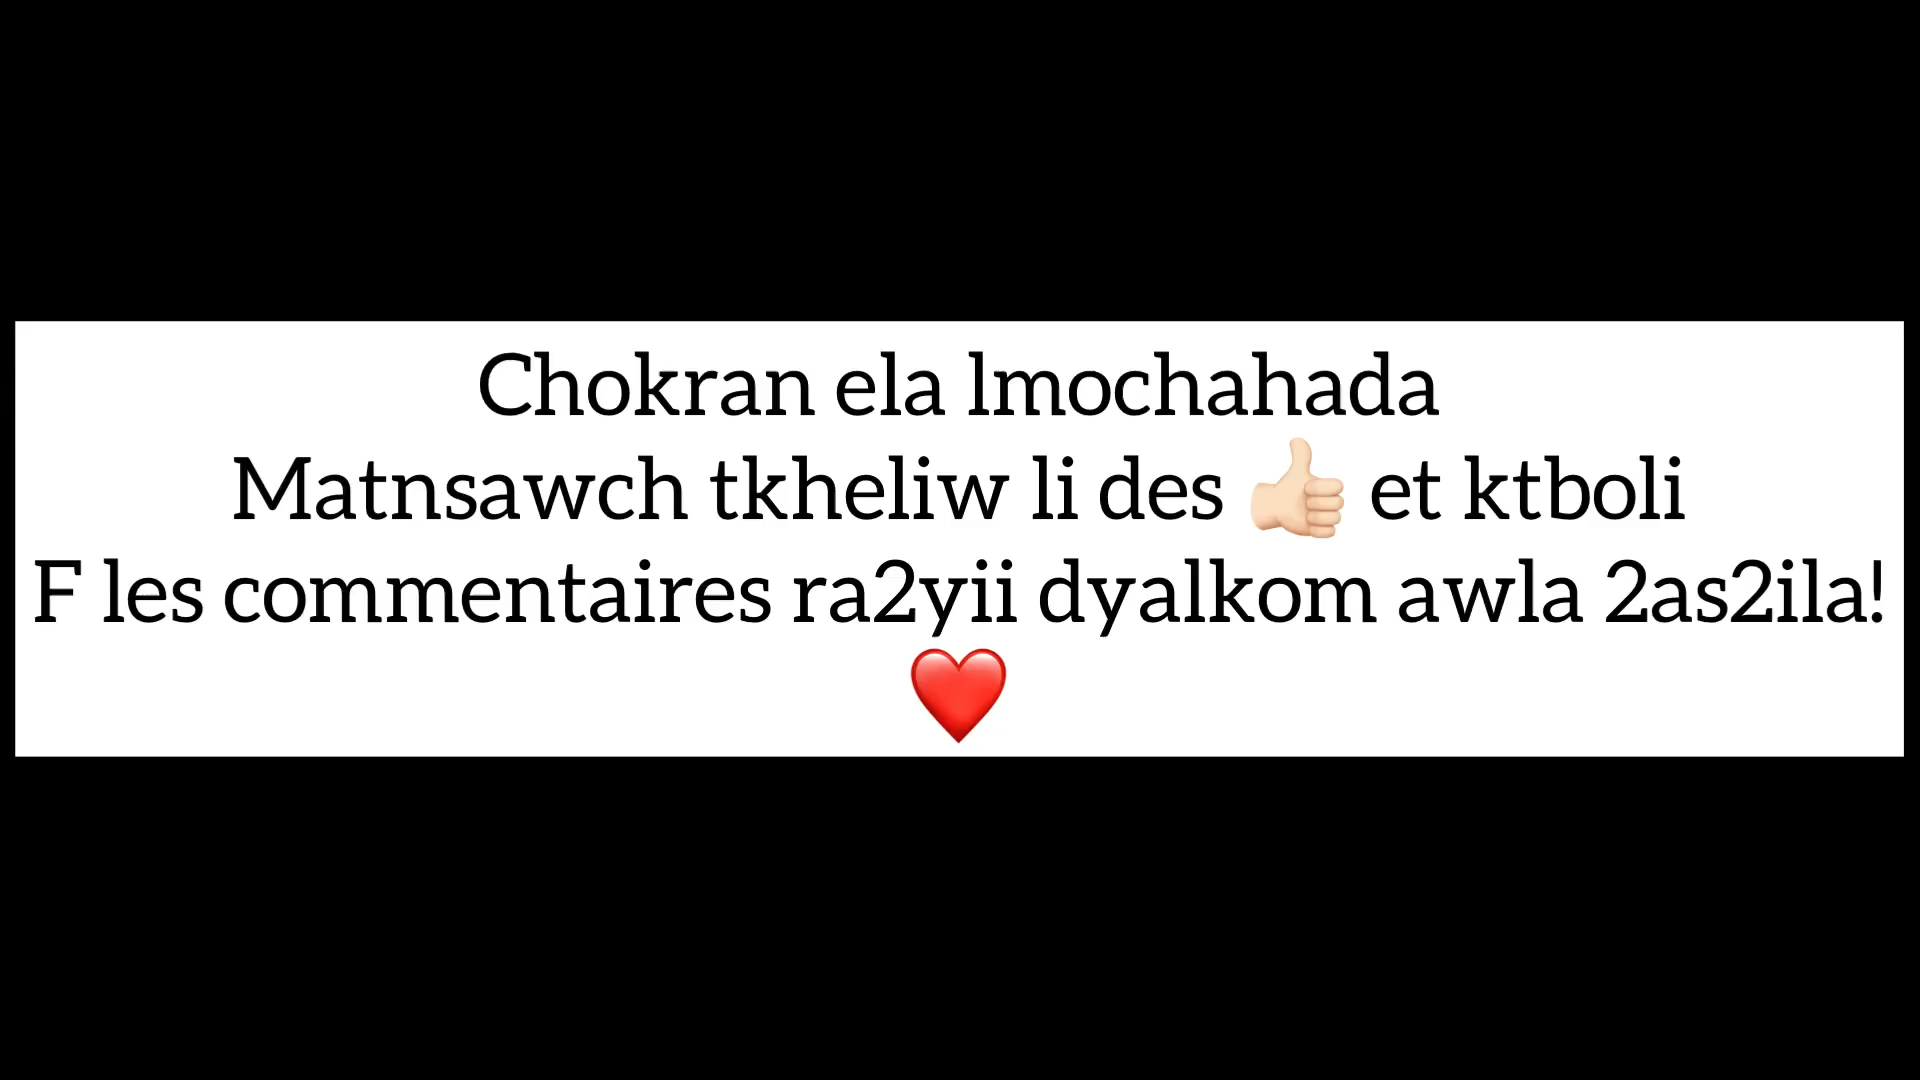 Chokran ela lmochahada
Matnsawch tkheliw li des 👍🏻 et ktboli
F les commentaires ra2yii dyalkom awla 2as2ila!
❤️